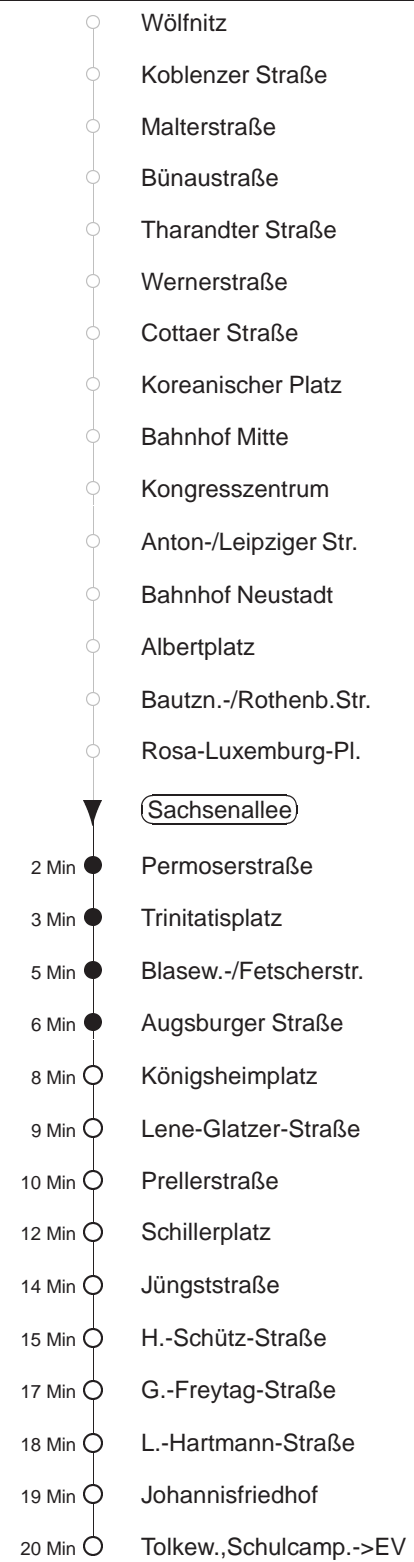 Wölfnitz
Koblenzer Straße
Malterstraße
Bünaustraße
Tharandter Straße
Wernerstraße
Cottaer Straße
Koreanischer Platz
Bahnhof Mitte
Kongresszentrum
Anton-/Leipziger Str.
Bahnhof Neustadt
Albertplatz
Bautzn.-/Rothenb.Str.
Rosa-Luxemburg-Pl.
Sachsenallee
2 Min Permoserstraße
3 Min Trinitatisplatz
5 Min Blasew.-/Fetscherstr.
6 Min Augsburger Straße
8 Min Königsheimplatz
9 Min Lene-Glatzer-Straße
10 Min Prellerstraße
12 Min Schillerplatz
14 Min Jüngststraße
15 Min H.-Schütz-Straße
17 Min G.-Freytag-Straße
18 Min L.-Hartmann-Straße
19 Min Johannisfriedhof
20 Min Tolkew.,Schulcamp.->EV